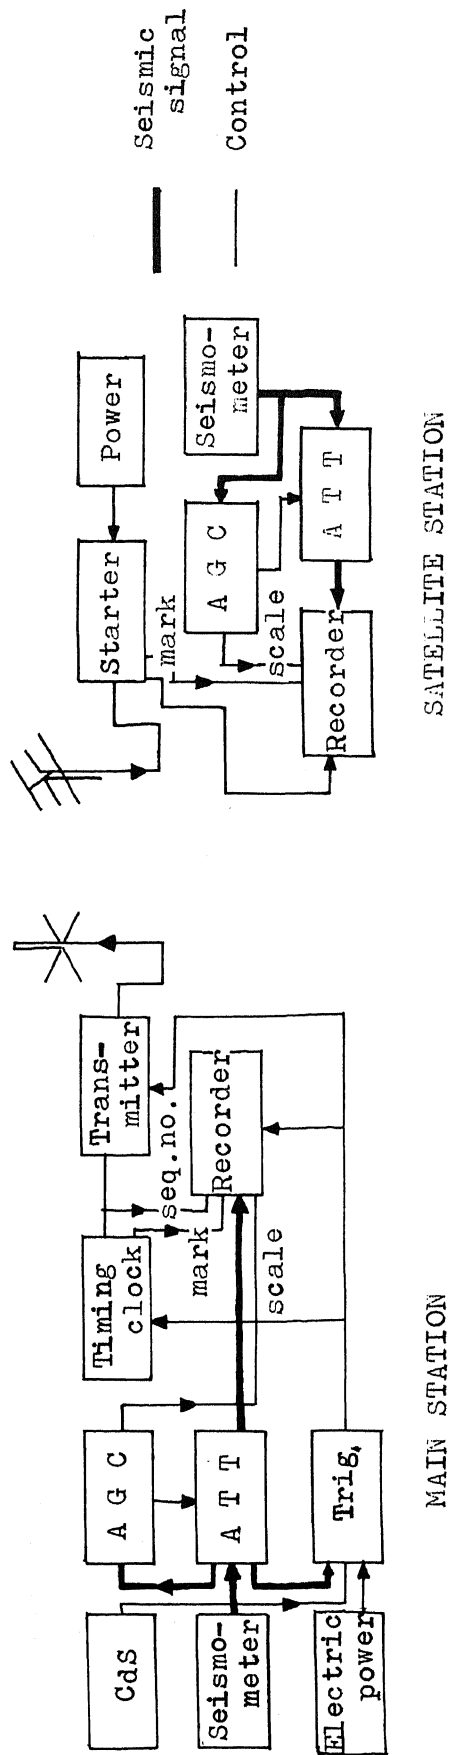 CdS
Seismo-
meter
Electric
power
A G C
A T T
Trig.
Timing
clock
mark
seq.no.
scale
Trans-
mitter
Recorder
MAIN STATION
Starter
Power
mark
scale
A G C
Seismo-
meter
A T T
Recorder
SATELLITE STATION
Seismic
signal
Control